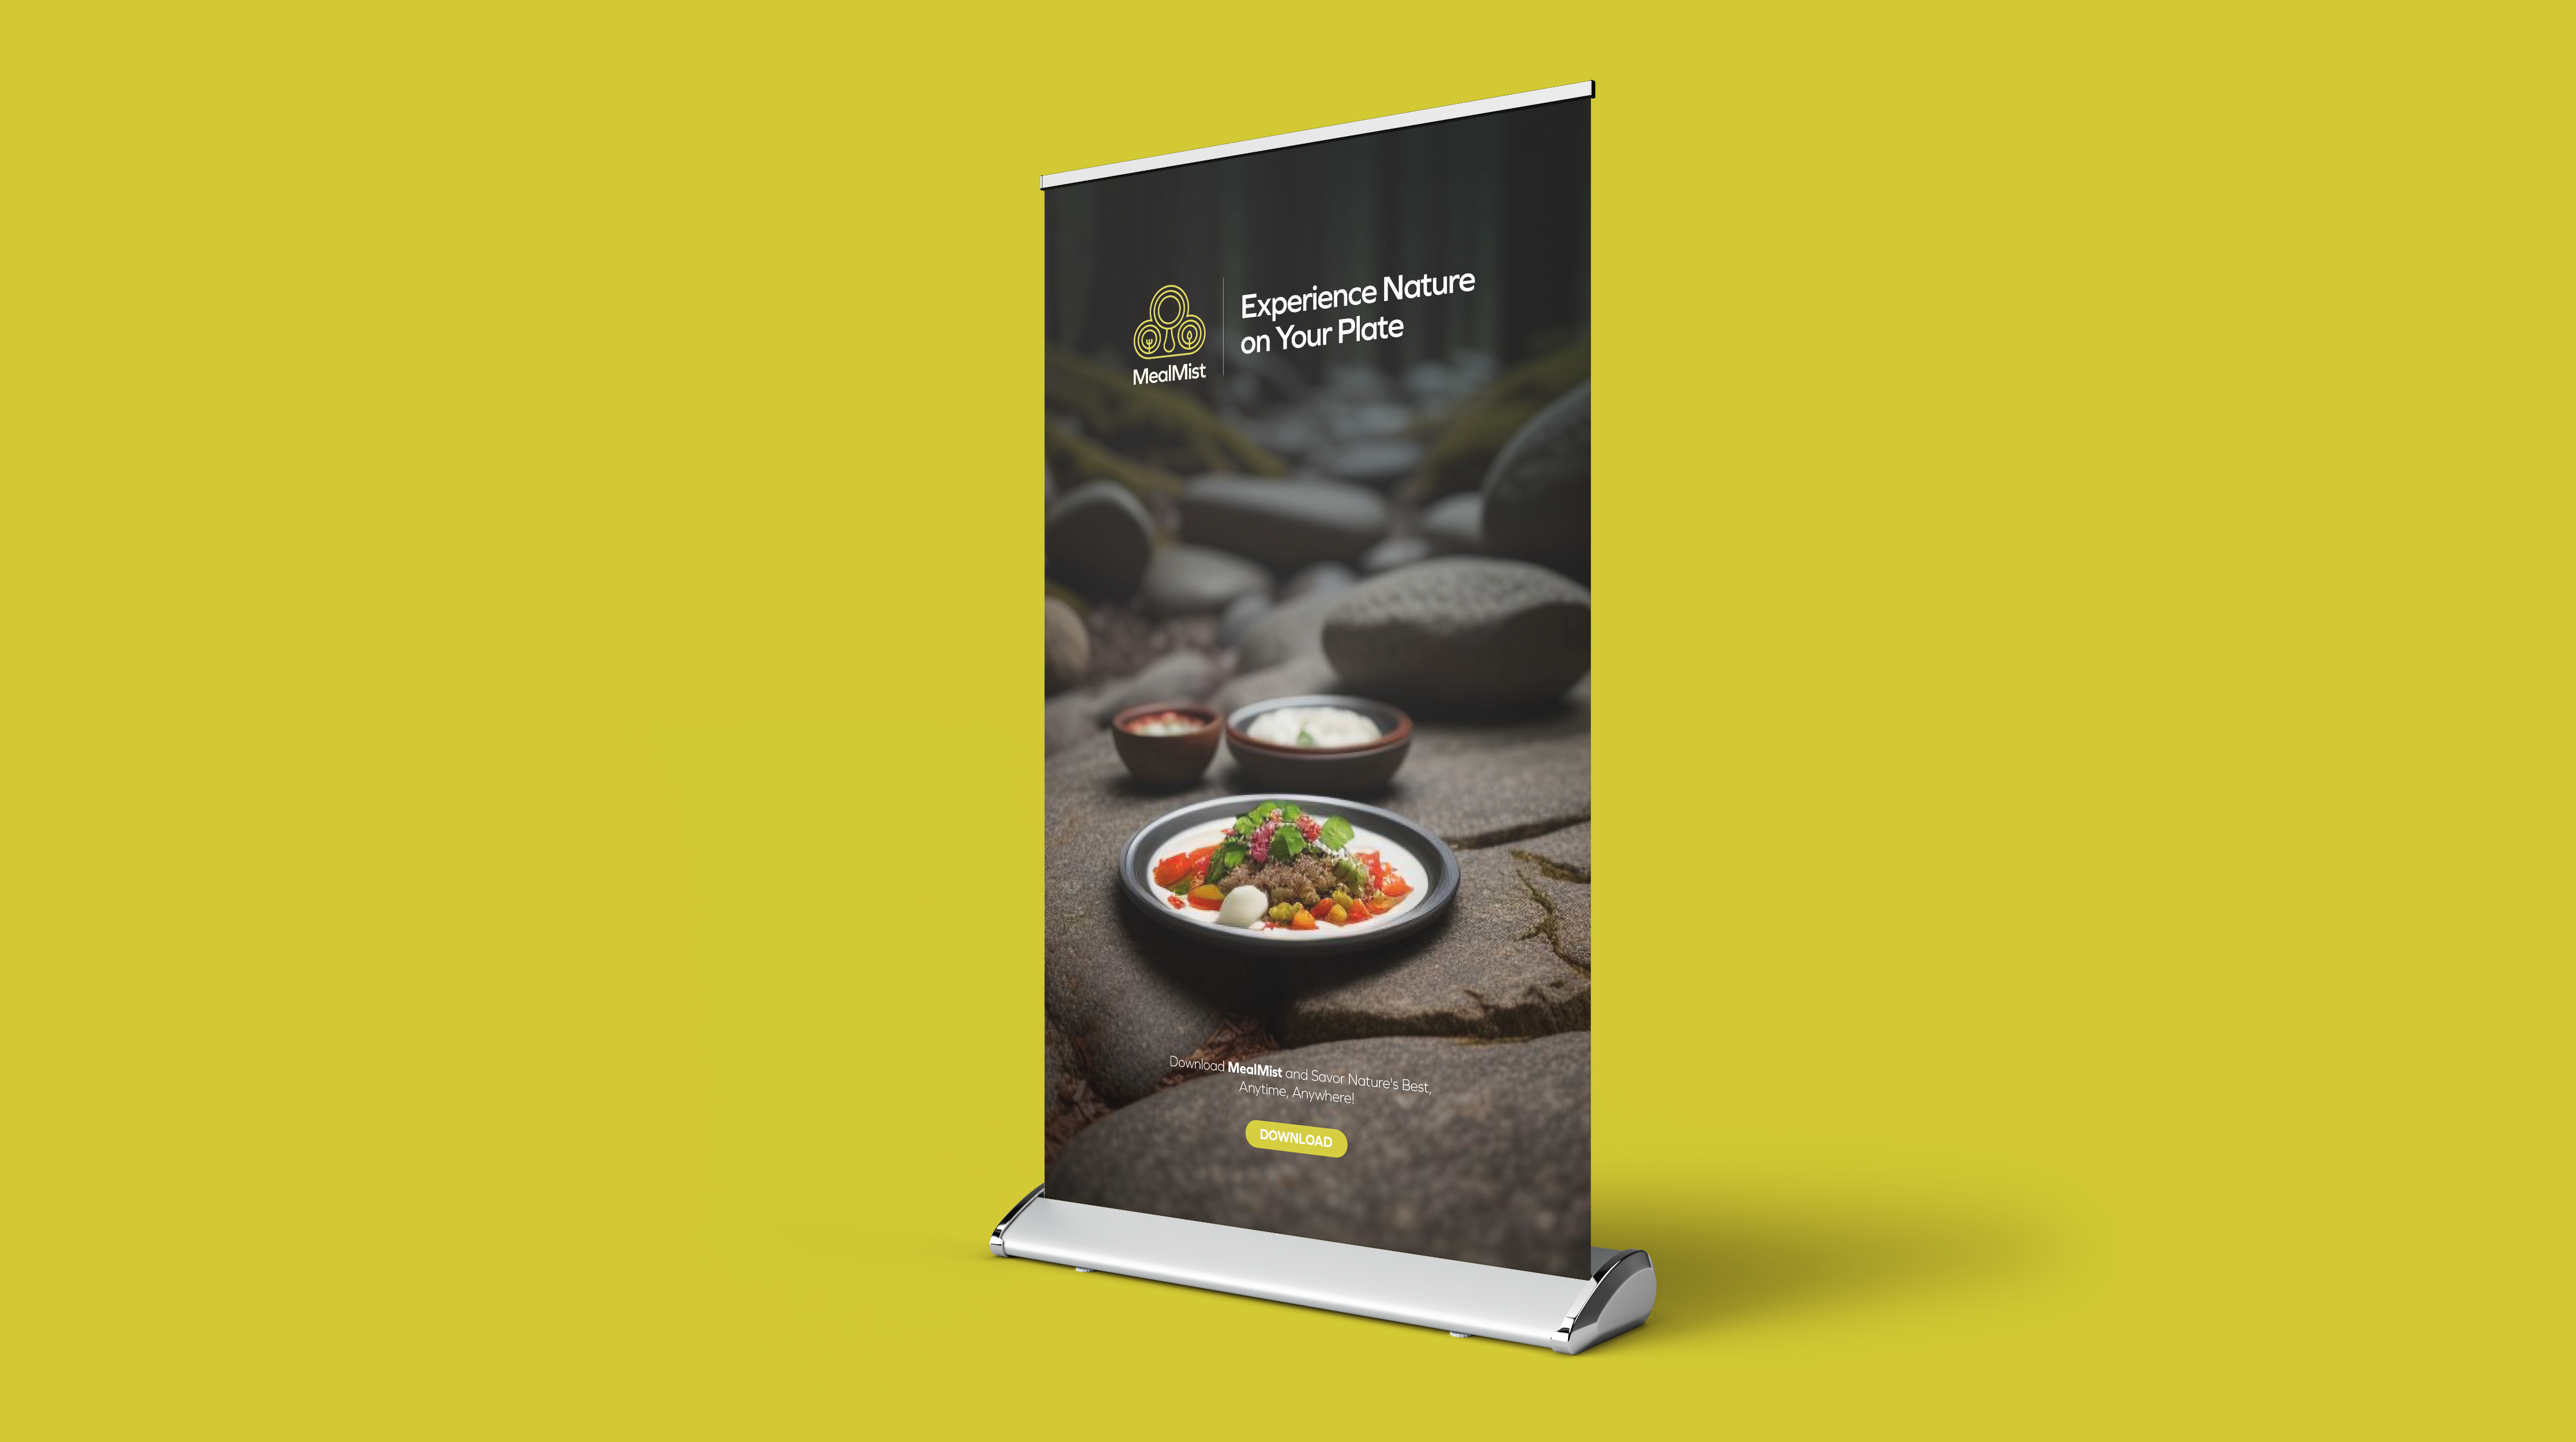 MealMist
Experience Nature
on Your Plate
Download MealMist and Savor Nature's Best,
Anytime, Anywhere!
DOWNLOAD